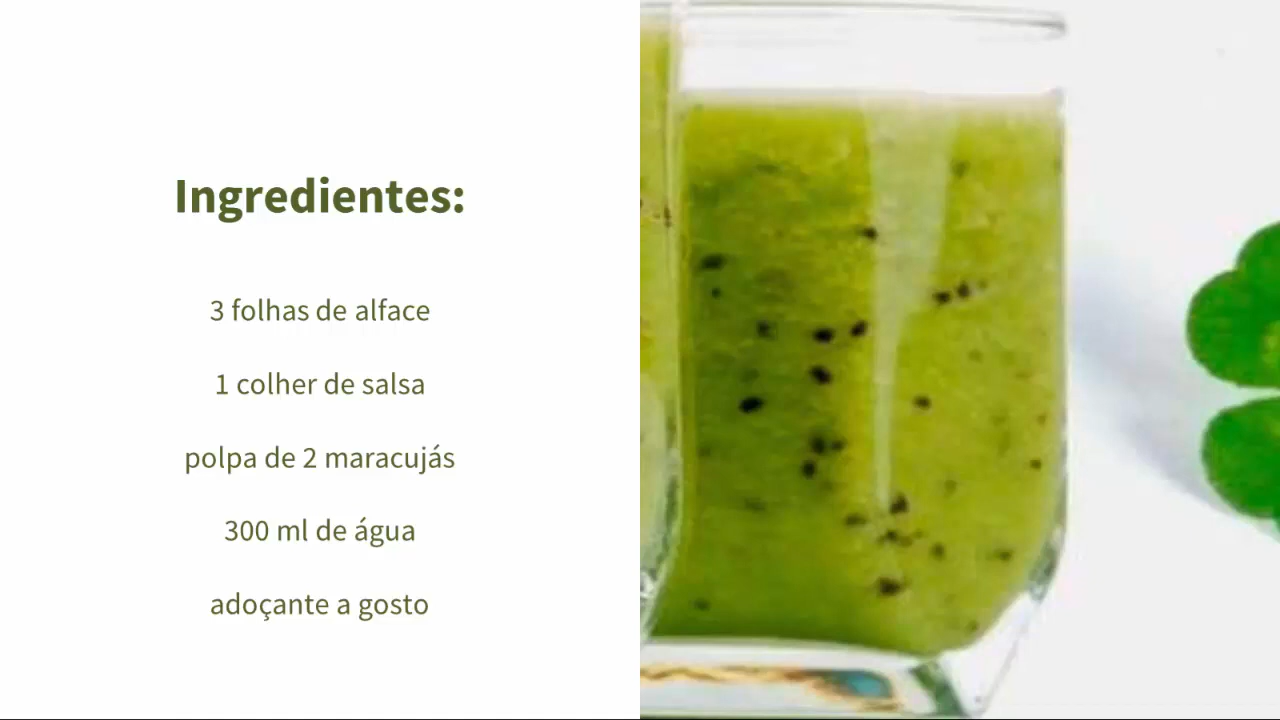 Ingredientes:
3 folhas de alface
1 colher de salsa
polpa de 2 maracujás
300 ml de água
adoçante a gosto